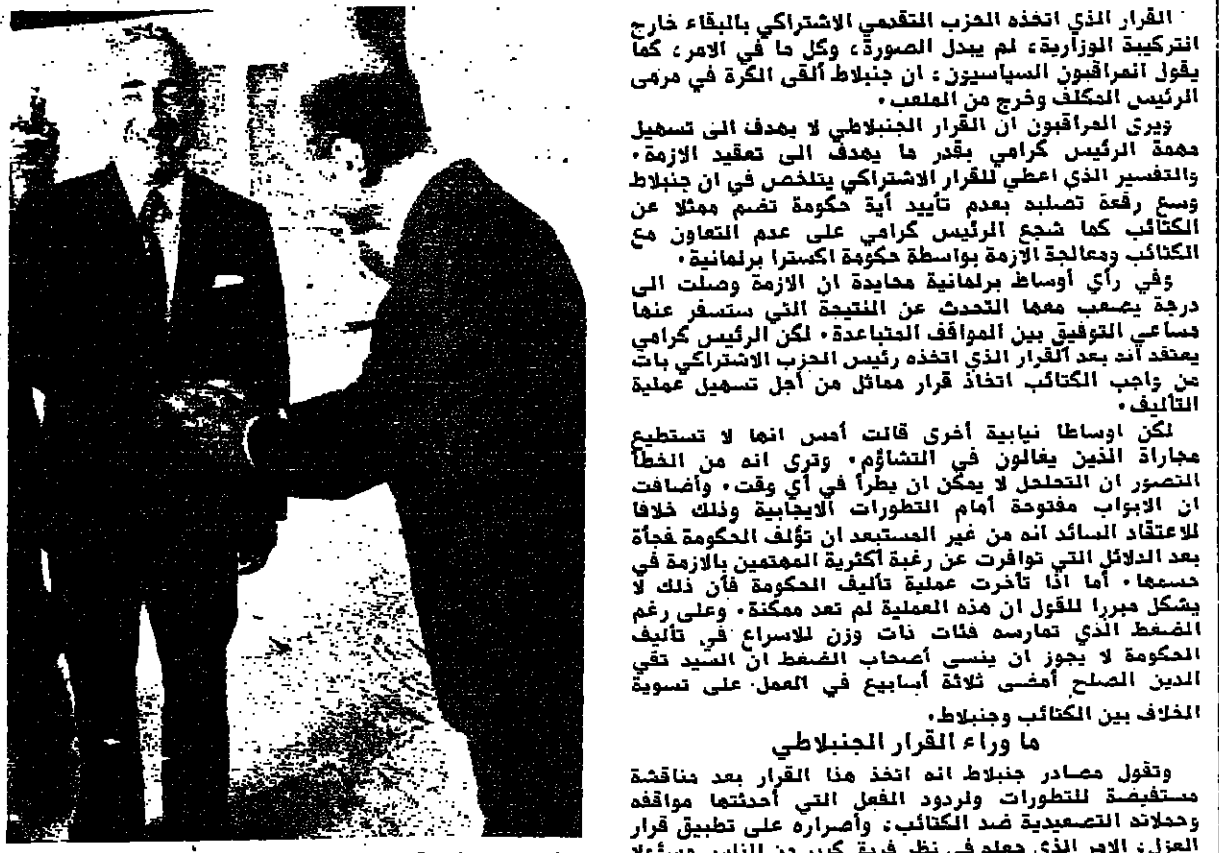 القرار الذي اتخذه الحزب التقدمي الاشتراكي بالبقاء خارج
التركيبة الوزارية، لم يبدل الصورة، وكل ما في الامر، كما
يقول المراقبون السياسيون، ان جنبلاط ألقى الكرة في مرمى
الرئيس المكلف وخرج من الملعب.
ويرى المراقبون ان القرار الجنبلاطي لا يهدف الى تسهيل
مهمة الرئيس كرامي بقدر ما يهدف الى تعقيد الازمة.
والتفسير الذي اعطي للقرار الاشتراكي يتلخص في ان جنبلاط
وسع رقعة تصلبه بعدم تأييد أية حكومة تضم ممثلا عن
الكتائب كما شجع الرئيس كرامي على عدم التعاون مع
الكتائب ومعالجة الازمة بواسطة حكومة اكسترا برلمانية.
وفي رأي أوساط برلمانية محايدة ان الازمة وصلت الى
درجة يصعب معها التحدث عن النتيجة التي ستسفر عنها
مساعي التوفيق بين المواقف المتباعدة. لكن الرئيس كرامي
يعتقد انه بعد القرار الذي اتخذه رئيس الحزب الاشتراكي بات
من واجب الكتائب اتخاذ قرار مماثل من أجل تسهيل عملية
التأليف.
لكن اوساطا نيابية أخرى قالت أمس انها لا تستطيع
مجاراة الذين يغالون في التشاؤم. وترى انه من الخطأ
التصور ان التحلحل لا يمكن ان يطرأ في أي وقت. وأضافت
ان الابواب مفتوحة أمام التطورات الايجابية وذلك خلافا
للاعتقاد السائد انه من غير المستبعد ان تؤلف الحكومة فجأة
بعد الدلائل التي توافرت عن رغبة أكثرية المهتمين بالازمة في
حسمها. أما اذا تأخرت عملية تأليف الحكومة فأن ذلك لا
يشكل مبررا للقول ان هذه العملية لم تعد ممكنة. وعلى رغم
الضغط الذي تمارسه فئات ذات وزن للاسراع في تأليف
الحكومة لا يجوز ان ينسى أصحاب الضغط ان السيد تقي
الدين الصلح أمضى ثلاثة أسابيع في العمل على تسوية
الخلاف بين الكتائب وجنبلاط.
ما وراء القرار الجنبلاطي
وتقول مصادر جنبلاط انه اتخذ هذا القرار بعد مناقشة
مستفيضة للتطورات ولردود الفعل التي أحدثتها مواقفه
وحملاته التصعيدية ضد الكتائب، وأصراره على تطبيق قرار
العزل، الامر الذي جعله في نظر فريق كبير من الناس مسؤولا